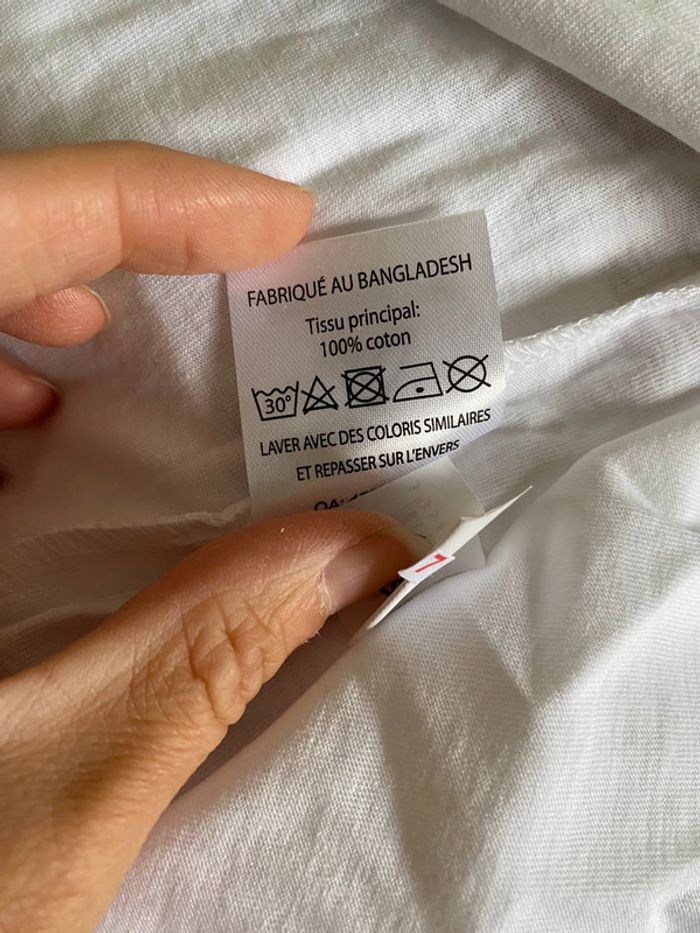 FABRIQUÉ AU BANGLADESH
Tissu principal:
100% coton
30°
LAVER AVEC DES COLORIS SIMILAIRES
ET REPASSER SUR L'ENVERS
7